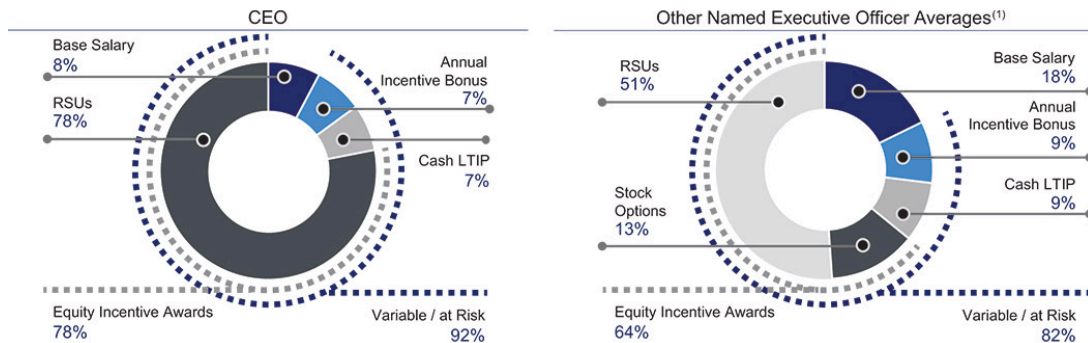 CEO
Base Salary
8%
RSUs
78%
Annual
Incentive Bonus
7%
Cash LTIP
7%
Equity Incentive Awards
78%
Variable / at Risk
92%
Other Named Executive Officer Averages(1)
RSUs
51%
Base Salary
18%
Annual
Incentive Bonus
9%
Stock
Options
13%
Cash LTIP
9%
Equity Incentive Awards
64%
Variable / at Risk
82%